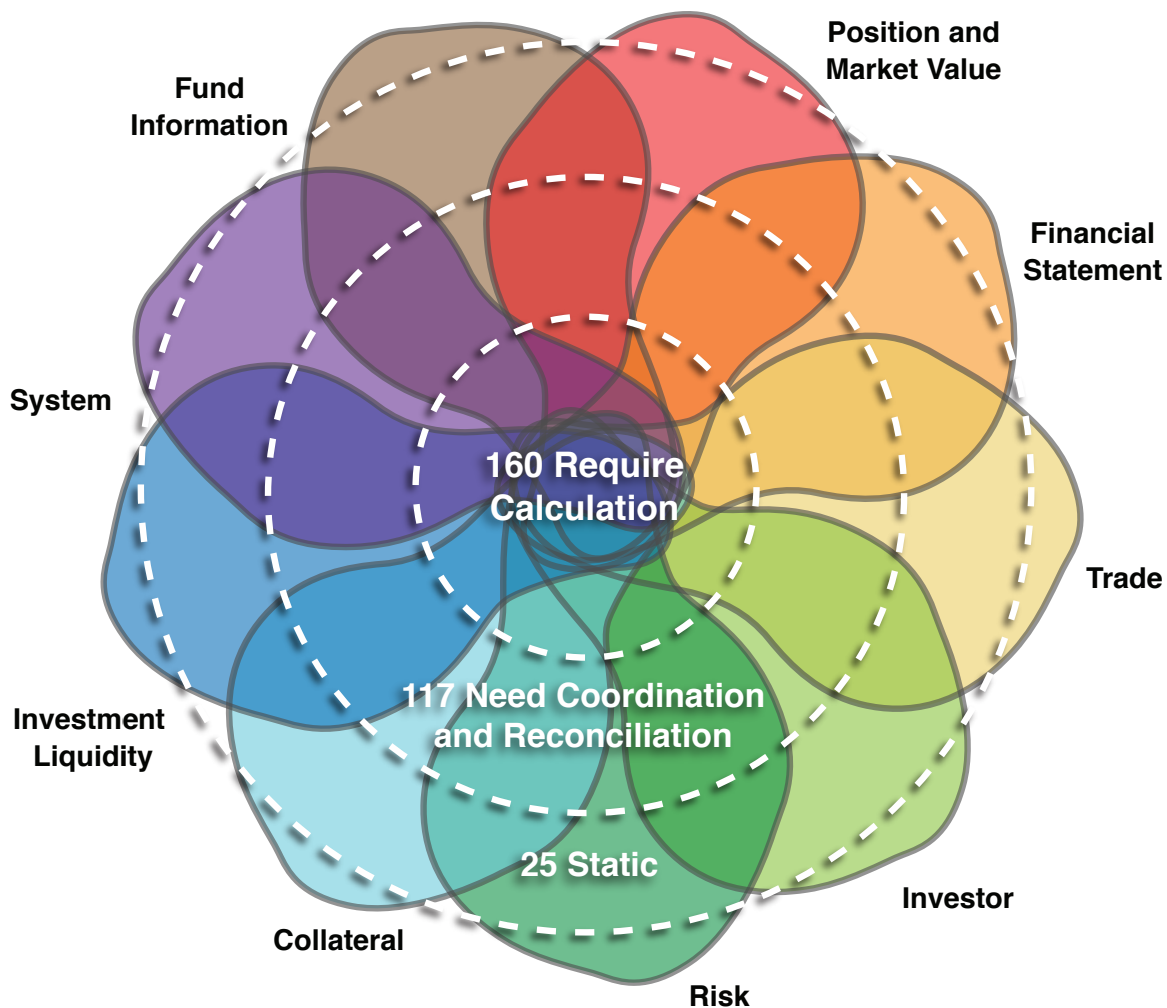 Position and
Market Value
Fund
Information
Financial
Statement
System
160 Require
Calculation
Trade
117 Need Coordination
and Reconciliation
Investment
Liquidity
25 Static
Investor
Collateral
Risk